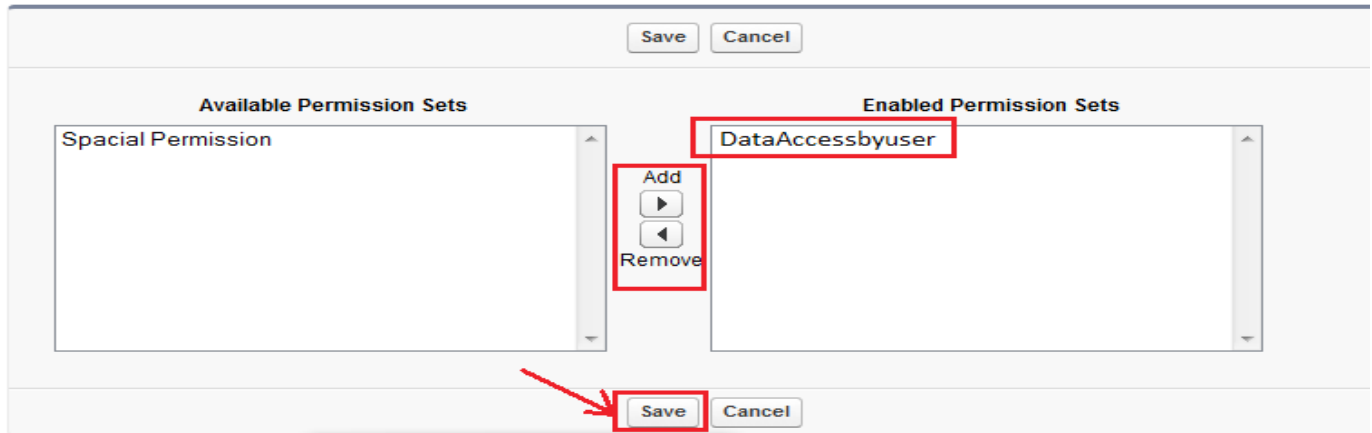 Save Cancel
Available Permission Sets Enabled Permission Sets
Spacial Permission DataAccessbyuser
Add
Remove
Save Cancel